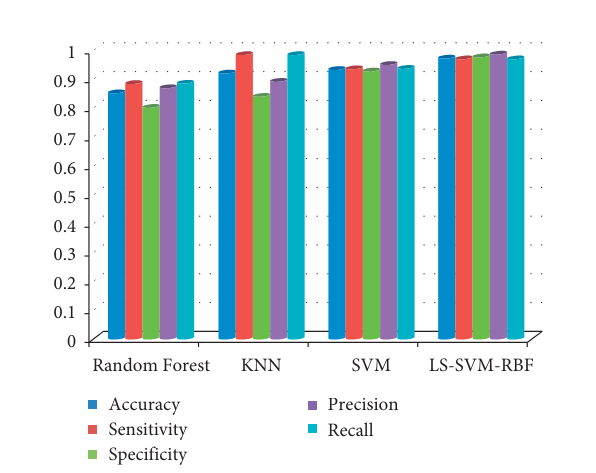 1
0.9
0.8
0.7
0.6
0.5
0.4
0.3
0.2
0.1
0
Random Forest KNN SVM LS-SVM-RBF
Accuracy
Sensitivity
Specificity
Precision
Recall